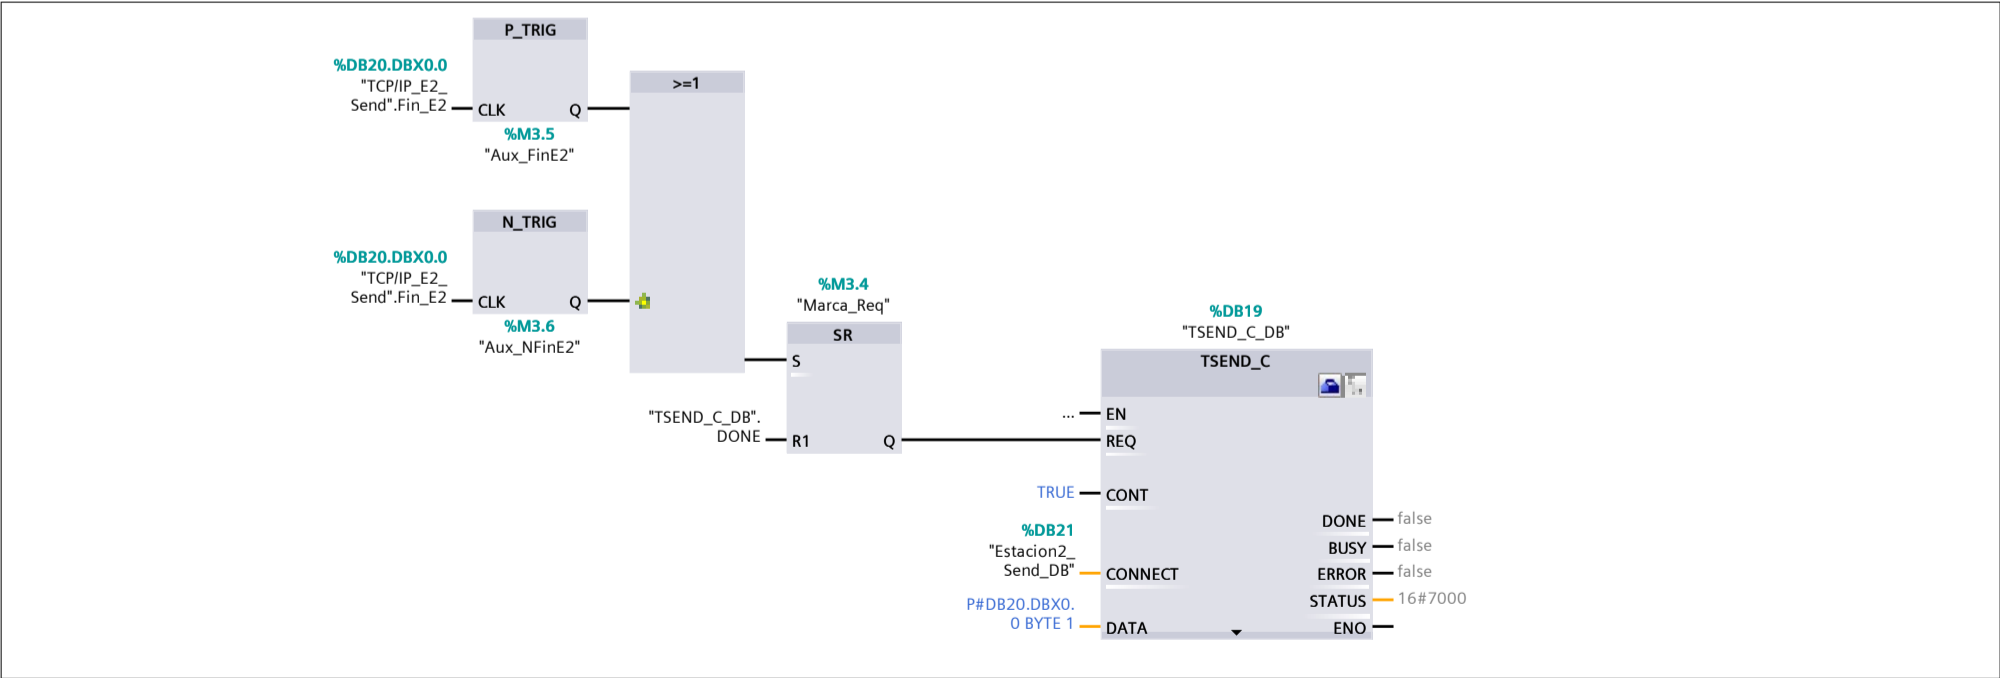 P_TRIG
%DB20.DBX0.0
"TCP/IP_E2_
Send".Fin_E2
CLK
Q
%M3.5
"Aux_FinE2"
>=1
N_TRIG
%DB20.DBX0.0
"TCP/IP_E2_
Send".Fin_E2
CLK
Q
%M3.6
"Aux_NFinE2"
%M3.4
"Marca_Req"
SR
S
"TSEND_C_DB".
DONE
R1
Q
%DB19
"TSEND_C_DB"
TSEND_C
... EN
REQ
TRUE CONT
%DB21
"Estacion2_
Send_DB"
CONNECT
P#DB20.DBX0.
0 BYTE 1
DATA
DONE false
BUSY false
ERROR false
STATUS 16#7000
ENO